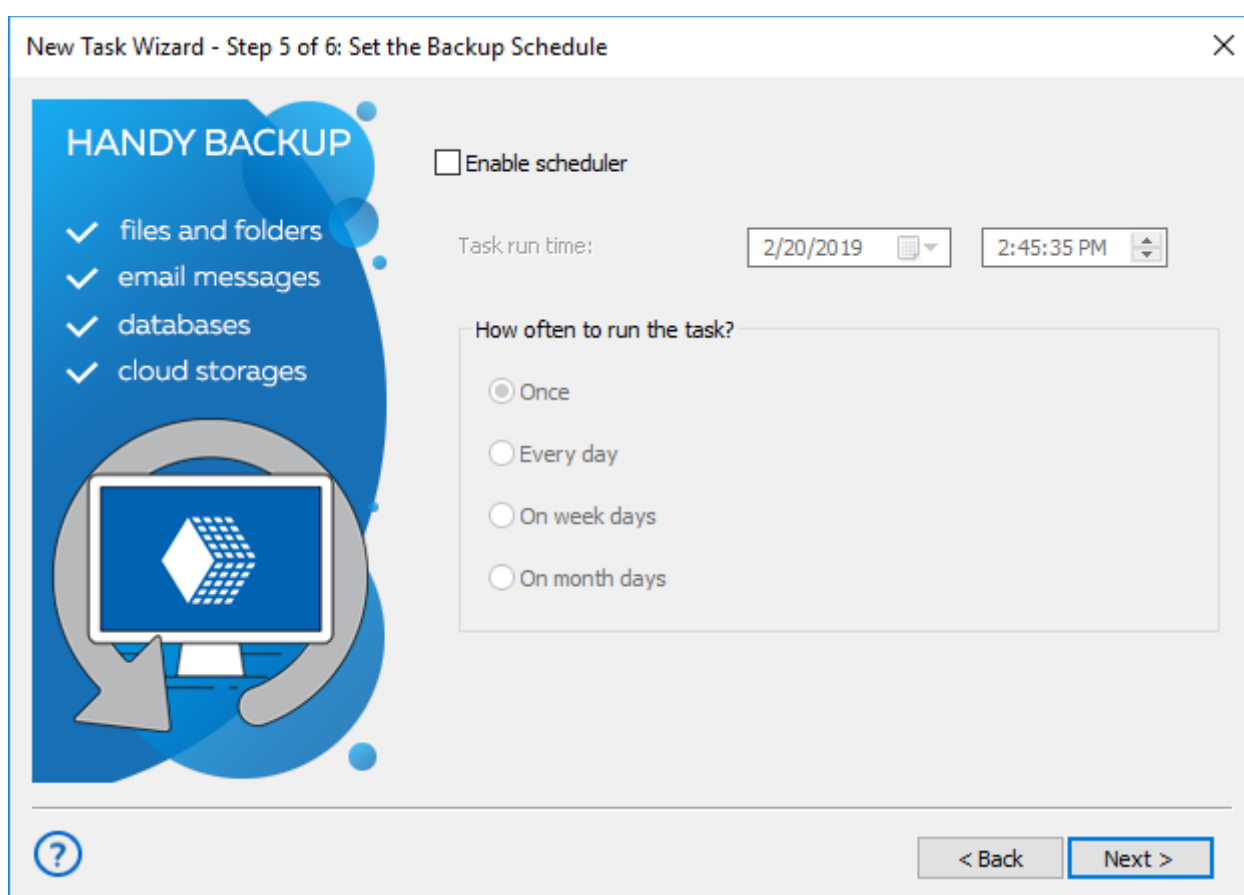 New Task Wizard - Step 5 of 6: Set the Backup Schedule
HANDY BACKUP
files and folders
email messages
databases
cloud storages
Enable scheduler
Task run time: 2/20/2019 2:45:35 PM
How often to run the task?
Once
Every day
On week days
On month days
?
< Back Next >